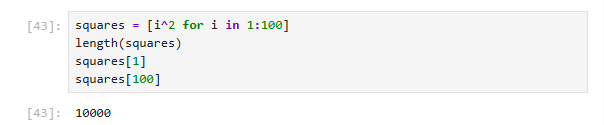 [43]: squares = [i^2 for i in 1:100]
length(squares)
squares[1]
squares[100]
[43]: 10000